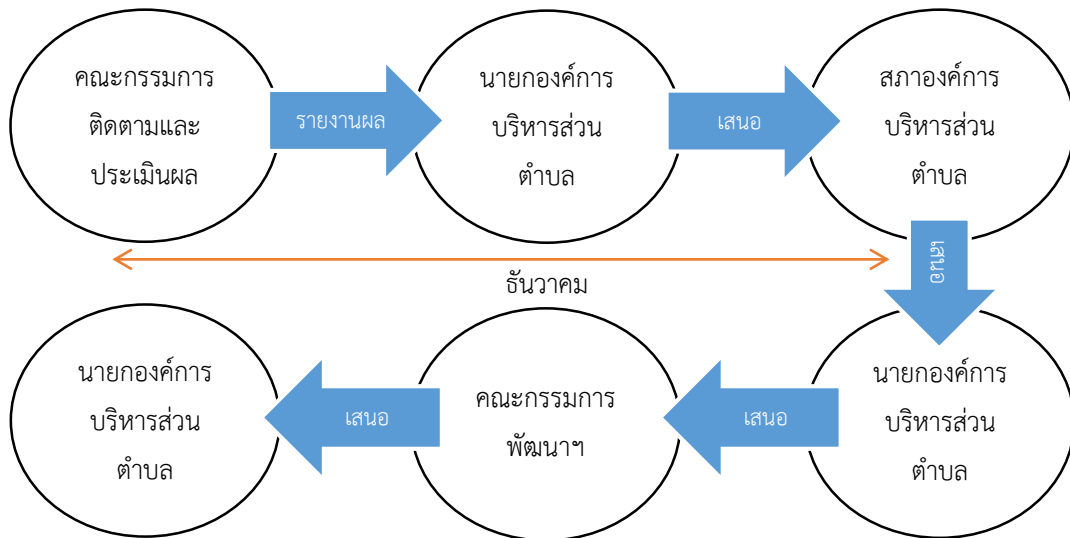 คณะกรรมการ
ติดตามและ
ประเมินผล
รายงานผล
นายกองค์การ
บริหารส่วน
ตำบล
เสนอ
สภาองค์การ
บริหารส่วน
ตำบล
เสนอ
ธันวาคม
นายกองค์การ
บริหารส่วน
ตำบล
เสนอ
คณะกรรมการ
พัฒนาฯ
เสนอ
นายกองค์การ
บริหารส่วน
ตำบล